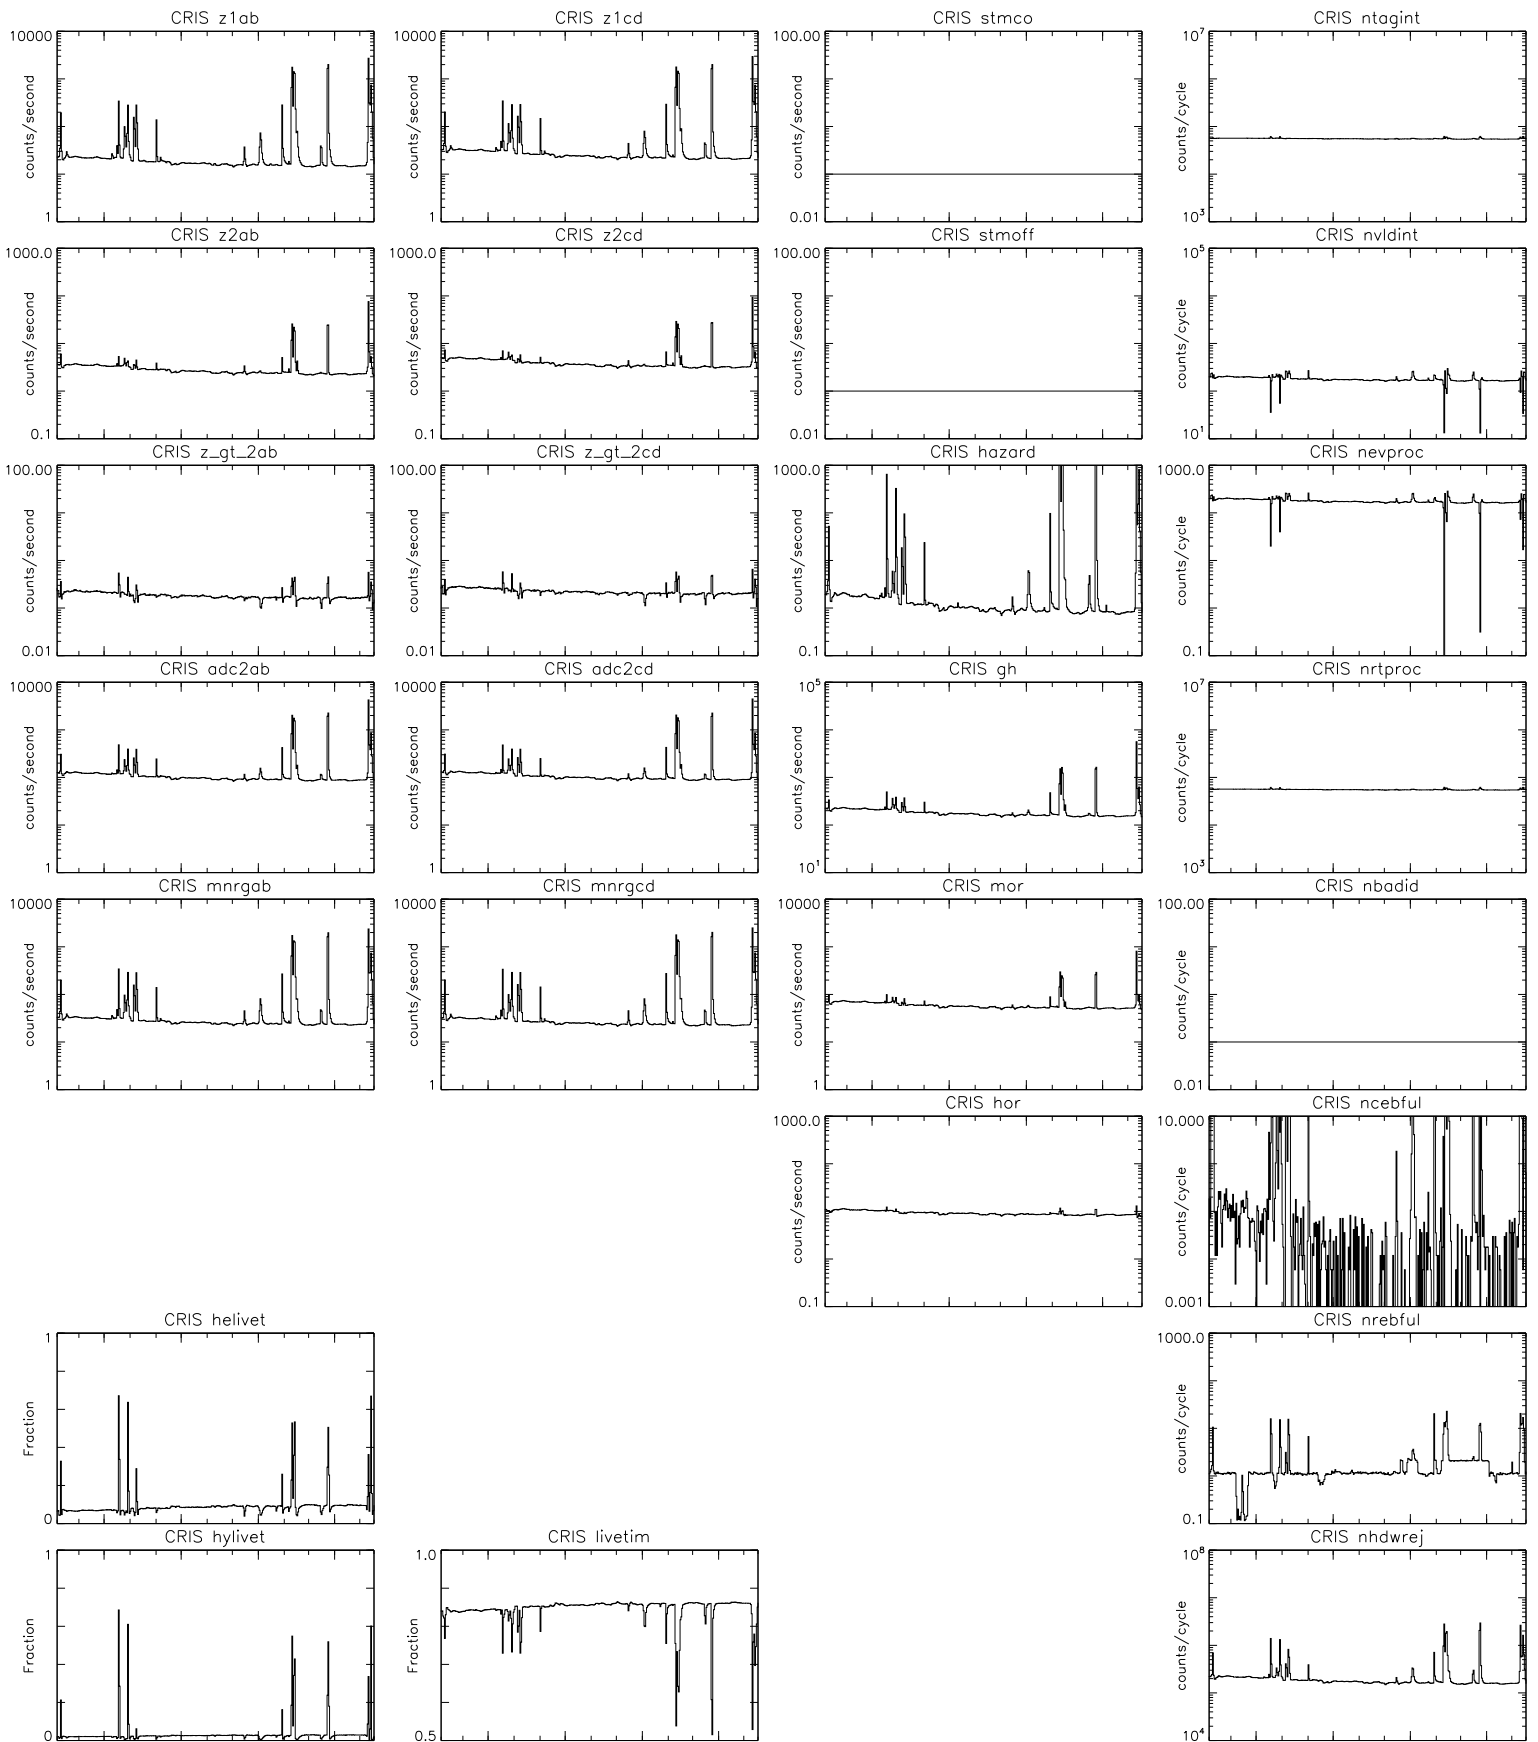 CRIS z1ab
10000
counts/second
1
CRIS z1cd
10000
counts/second
1
CRIS stmco
100.00
counts/second
0.01
CRIS ntagint
10^7
counts/cycle
10^3
CRIS z2ab
1000.0
counts/second
0.1
CRIS z2cd
1000.0
counts/second
0.1
CRIS stmoff
100.00
counts/second
0.01
CRIS nvldint
10^5
counts/cycle
10^1
CRIS z_gt_2ab
100.00
counts/second
0.01
CRIS z_gt_2cd
100.00
counts/second
0.01
CRIS hazard
1000.0
counts/second
0.1
CRIS nevproc
1000.0
counts/cycle
0.1
CRIS adc2ab
10000
counts/second
1
CRIS adc2cd
10000
counts/second
1
CRIS gh
10^5
counts/second
10^1
CRIS nrtproc
10^7
counts/cycle
10^3
CRIS mnrgab
10000
counts/second
1
CRIS mnrgcd
10000
counts/second
1
CRIS mor
10000
counts/second
1
CRIS nbadid
100.00
counts/cycle
0.01
CRIS hor
1000.0
counts/second
0.1
CRIS ncebful
10.000
counts/cycle
0.001
CRIS helivet
1
Fraction
0
CRIS nrebful
1000.0
counts/cycle
0.1
CRIS hylivet
1
Fraction
0
CRIS livetim
1.0
Fraction
0.5
CRIS nhdwrej
10^8
counts/cycle
10^4